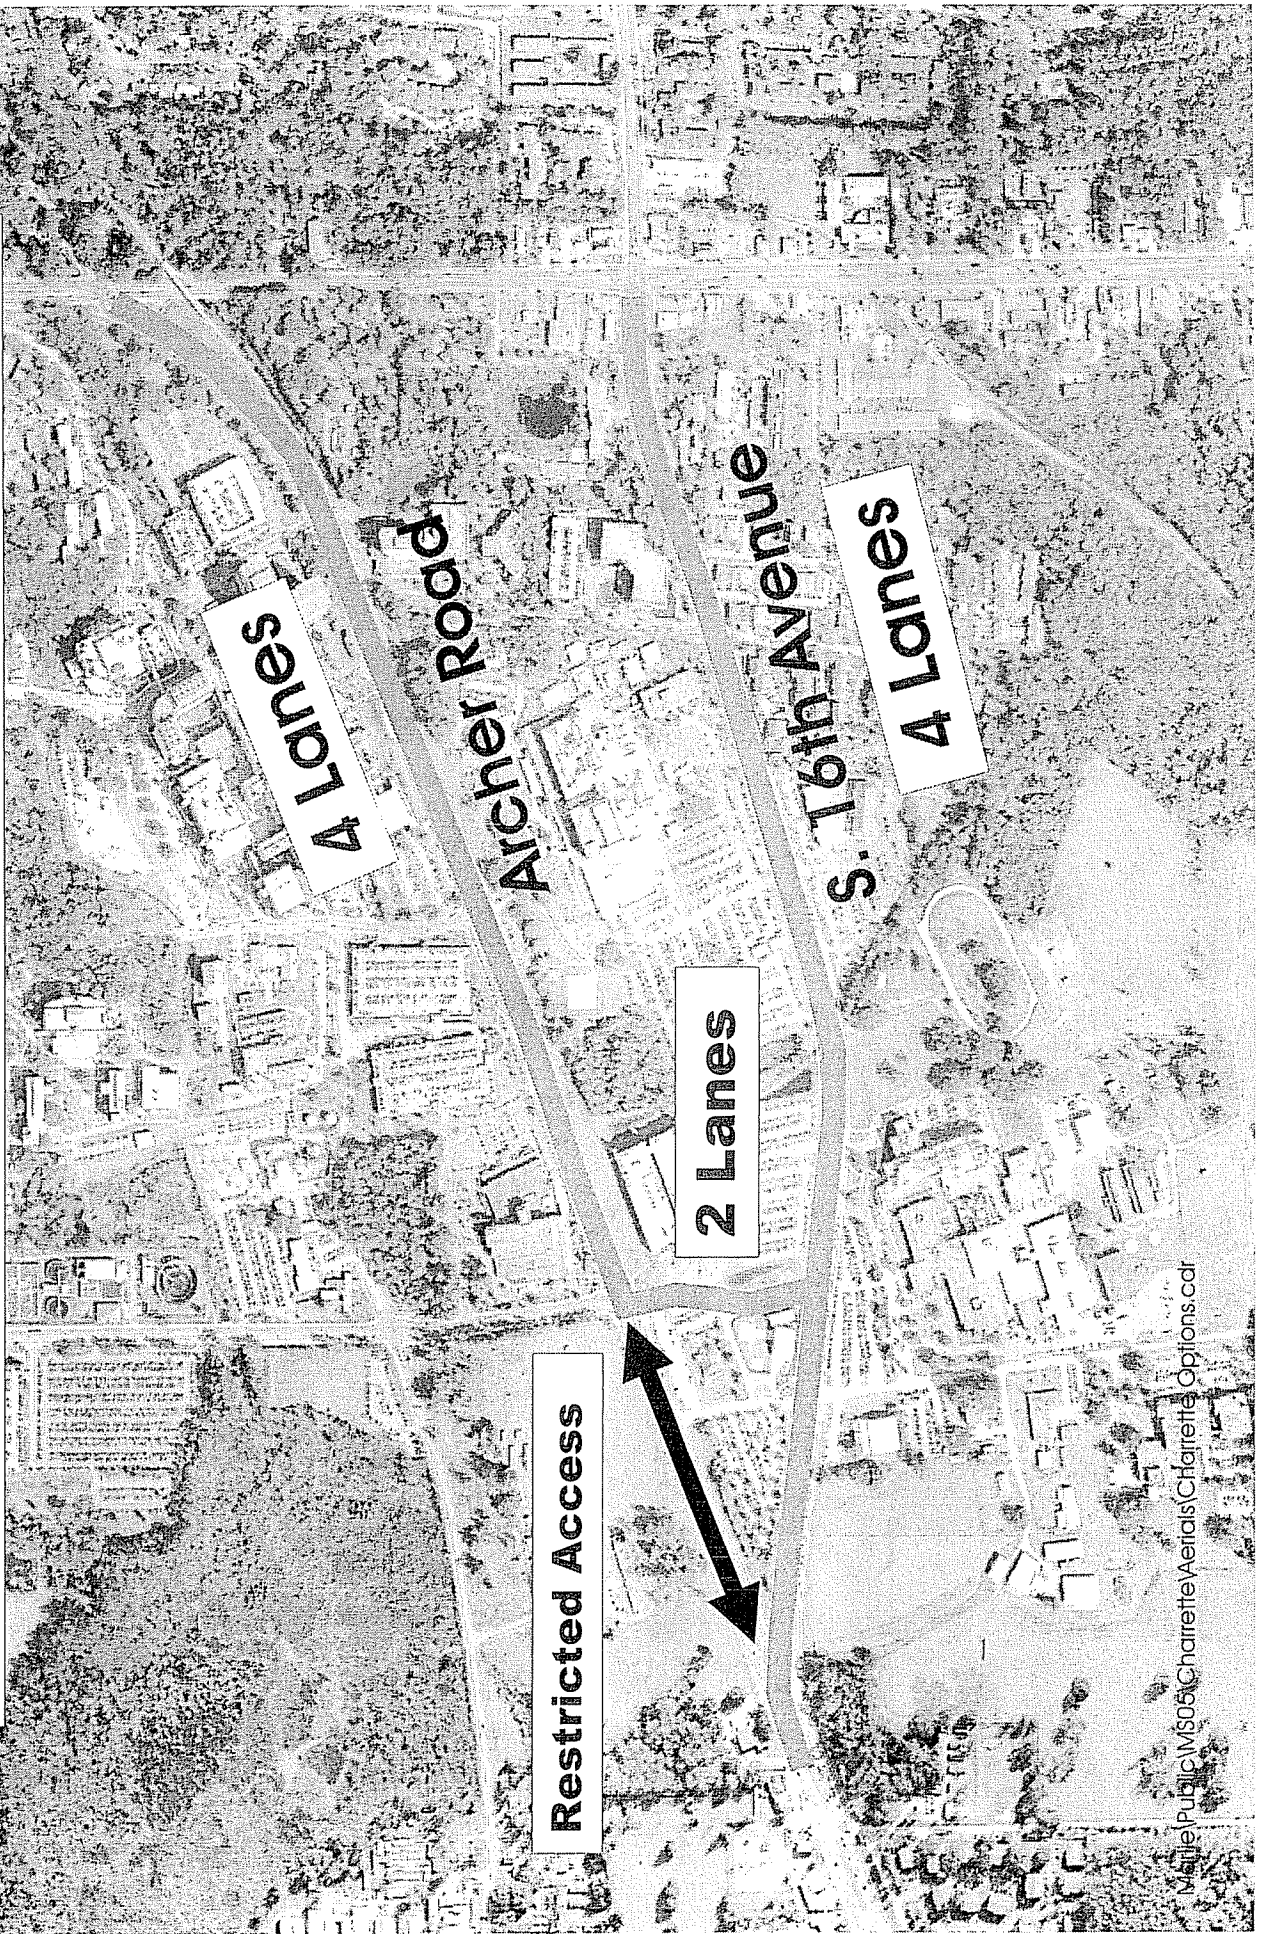 4 Lanes
Archer Road
S. 16th Avenue
4 Lanes
2 Lanes
Restricted Access
Marlie\Public\MS05\Charrette\Aerials\Charrette Options.cdr